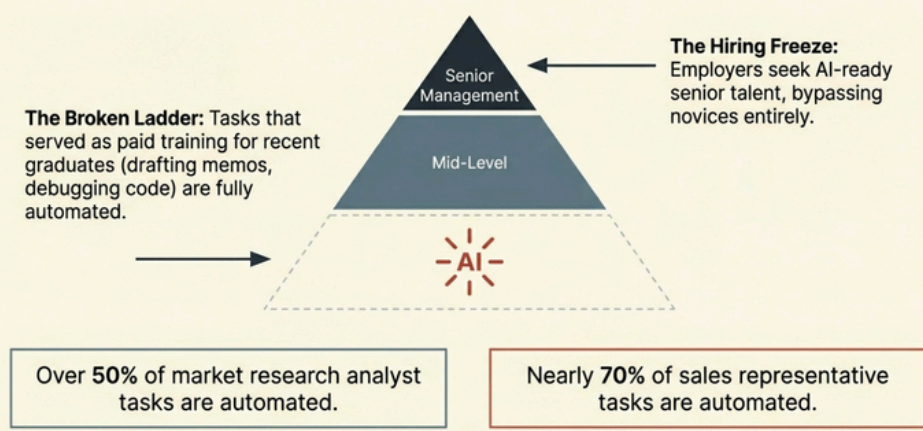 Senior
Management
The Hiring Freeze:
Employers seek AI-ready
senior talent, bypassing
novices entirely.
The Broken Ladder: Tasks that
served as paid training for recent
graduates (drafting memos,
debugging code) are fully
automated.
Mid-Level
AI
Over 50% of market research analyst
tasks are automated.
Nearly 70% of sales representative
tasks are automated.